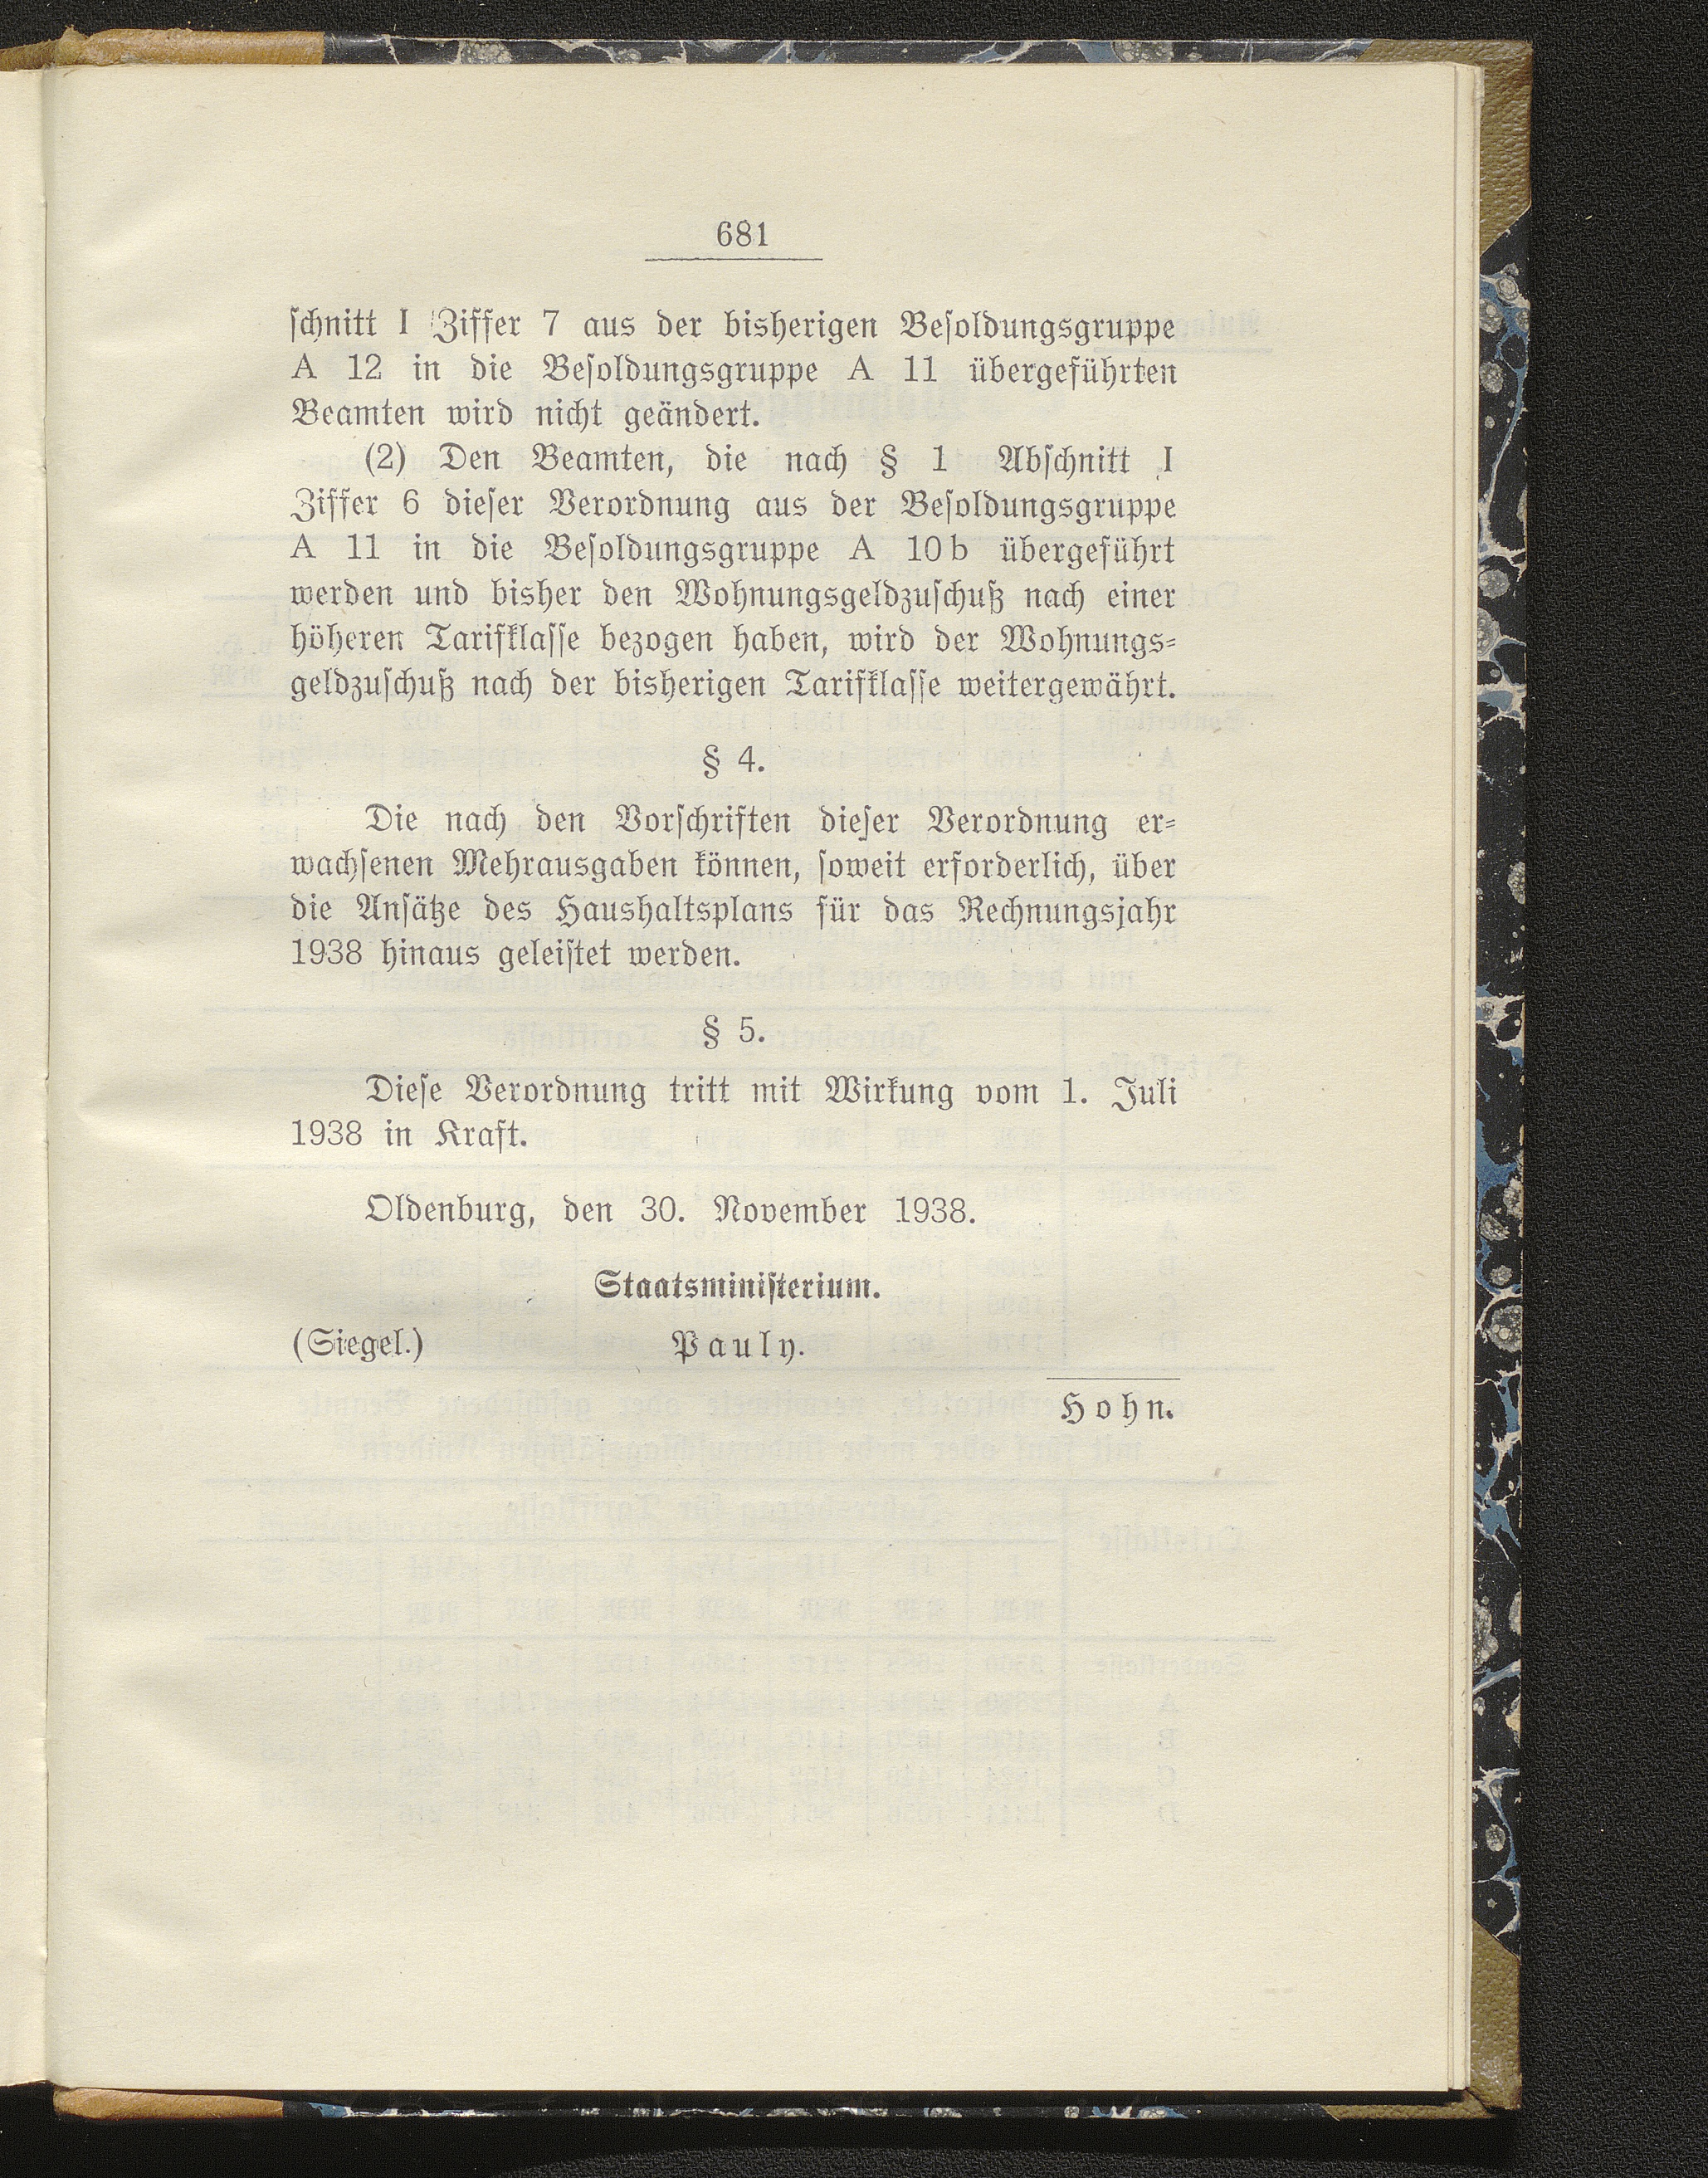 681
schnitt I Ziffer 7 aus der bisherigen Besoldungsgruppe
A 12 in die Besoldungsgruppe A 11 übergeführten
Beamten wird nicht geändert.
(2) Den Beamten, die nach § 1 Abschnitt I
Ziffer 6 dieser Verordnung aus der Besoldungsgruppe
A 11 in die Besoldungsgruppe A 10 b übergeführt
werden und bisher den Wohnungsgeldzuschuß nach einer
höheren Tarifklasse bezogen haben, wird der Wohnungs-
geldzuschuß nach der bisherigen Tarifklasse weitergewährt.
§ 4.
Die nach den Vorschriften dieser Verordnung er-
wachsenen Mehrausgaben können, soweit erforderlich, über
die Ansätze des Haushaltsplans für das Rechnungsjahr
1938 hinaus geleistet werden.
§ 5.
Diese Verordnung tritt mit Wirkung vom 1. Juli
1938 in Kraft.
Oldenburg, den 30. November 1938.
Staatsministerium.
(Siegel.) Pauly.
Hohn.